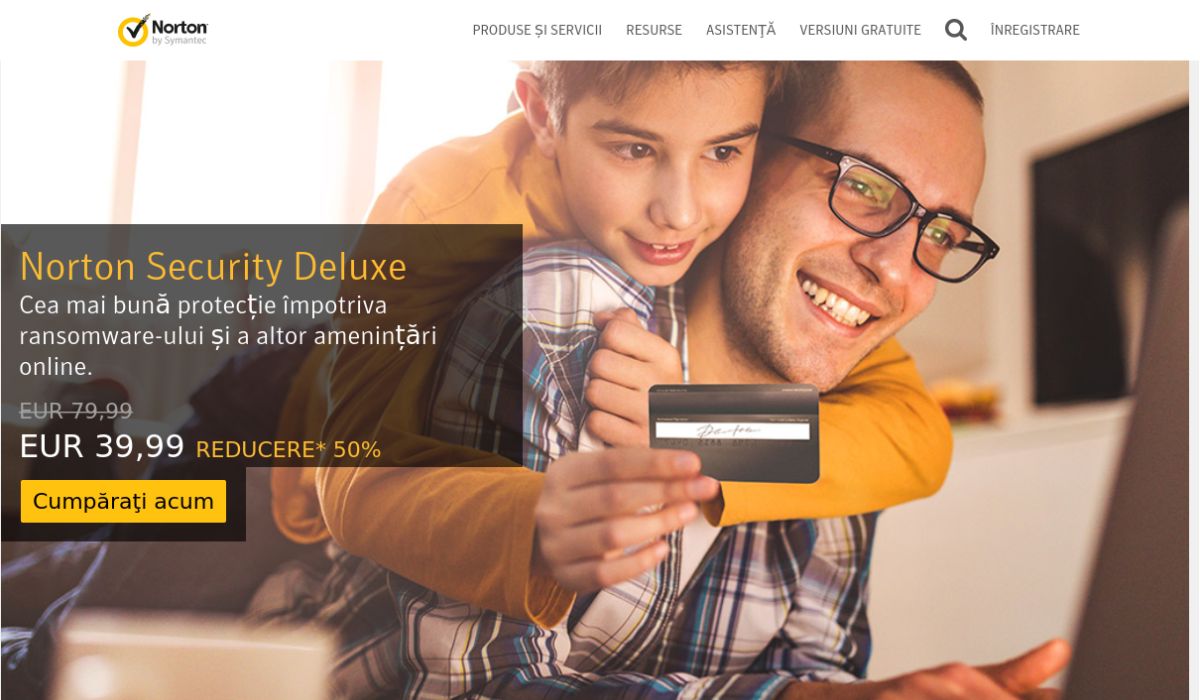 Norton
by Symantec
PRODUSE ȘI SERVICII
RESURSE
ASISTENȚĂ
VERSIUNI GRATUITE
ÎNREGISTRARE
Norton Security Deluxe
Cea mai bună protecție împotriva
ransomware-ului și a altor amenințări
online.
EUR 79,99
EUR 39,99 REDUCERE* 50%
Cumpărați acum